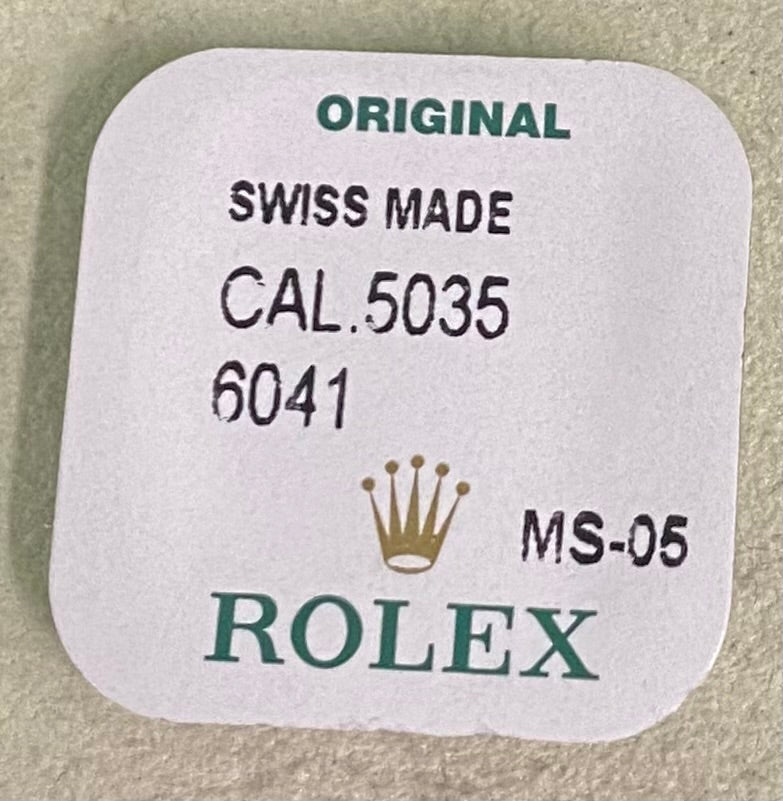 ORIGINAL
SWISS MADE
CAL.5035
6041
MS-05
ROLEX